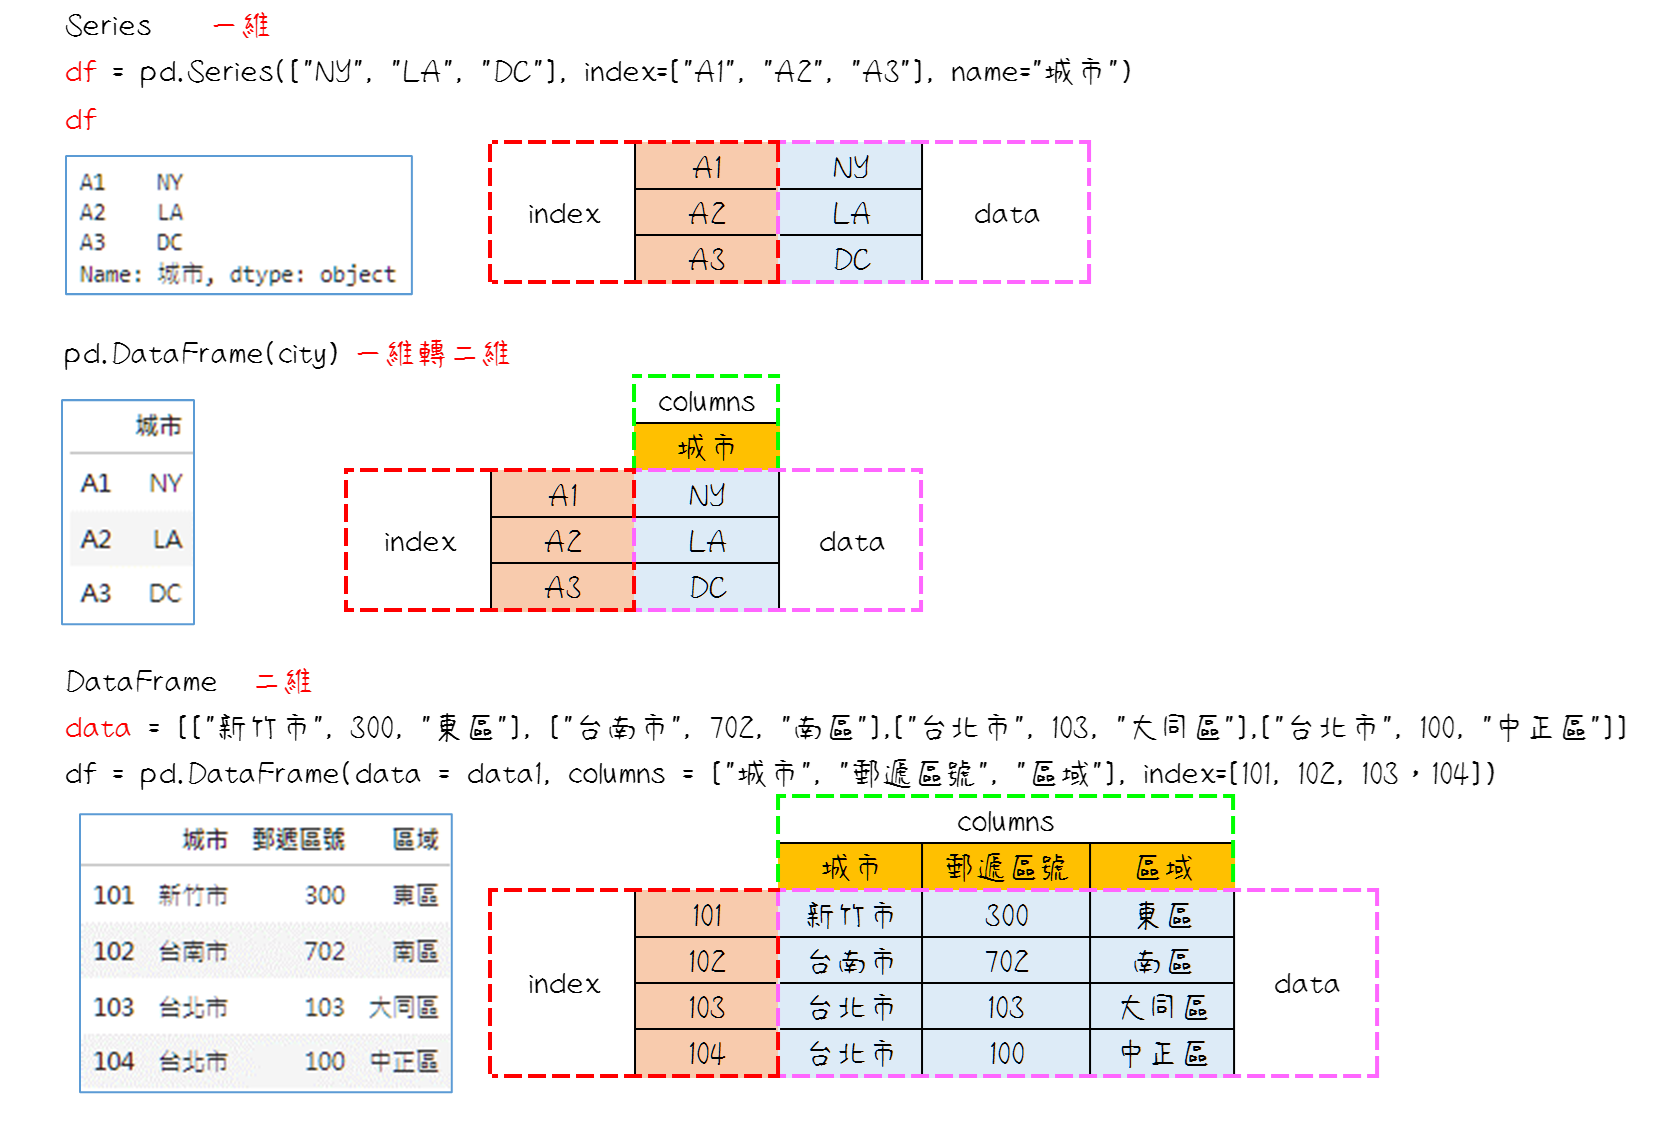 Series 一維
df = pd.Series(["NY", "LA", "DC"], index=["A1", "A2", "A3"], name="城市")
df
A1 NY
A2 LA
A3 DC
Name: 城市, dtype: object
index
A1 NY
A2 LA
A3 DC
data
pd.DataFrame(city) 一維轉二維
城市
A1 NY
A2 LA
A3 DC
columns
城市
index
A1 NY
A2 LA
A3 DC
data
DataFrame 二維
data = [["新竹市", 300, "東區"], ["台南市", 702, "南區"],["台北市", 103, "大同區"],["台北市", 100, "中正區"]]
df = pd.DataFrame(data = data1, columns = ["城市", "郵遞區號", "區域"], index=[101, 102, 103，104])
城市 郵遞區號 區域
101 新竹市 300 東區
102 台南市 702 南區
103 台北市 103 大同區
104 台北市 100 中正區
columns
城市 郵遞區號 區域
index
101 新竹市 300 東區
102 台南市 702 南區
103 台北市 103 大同區
104 台北市 100 中正區
data